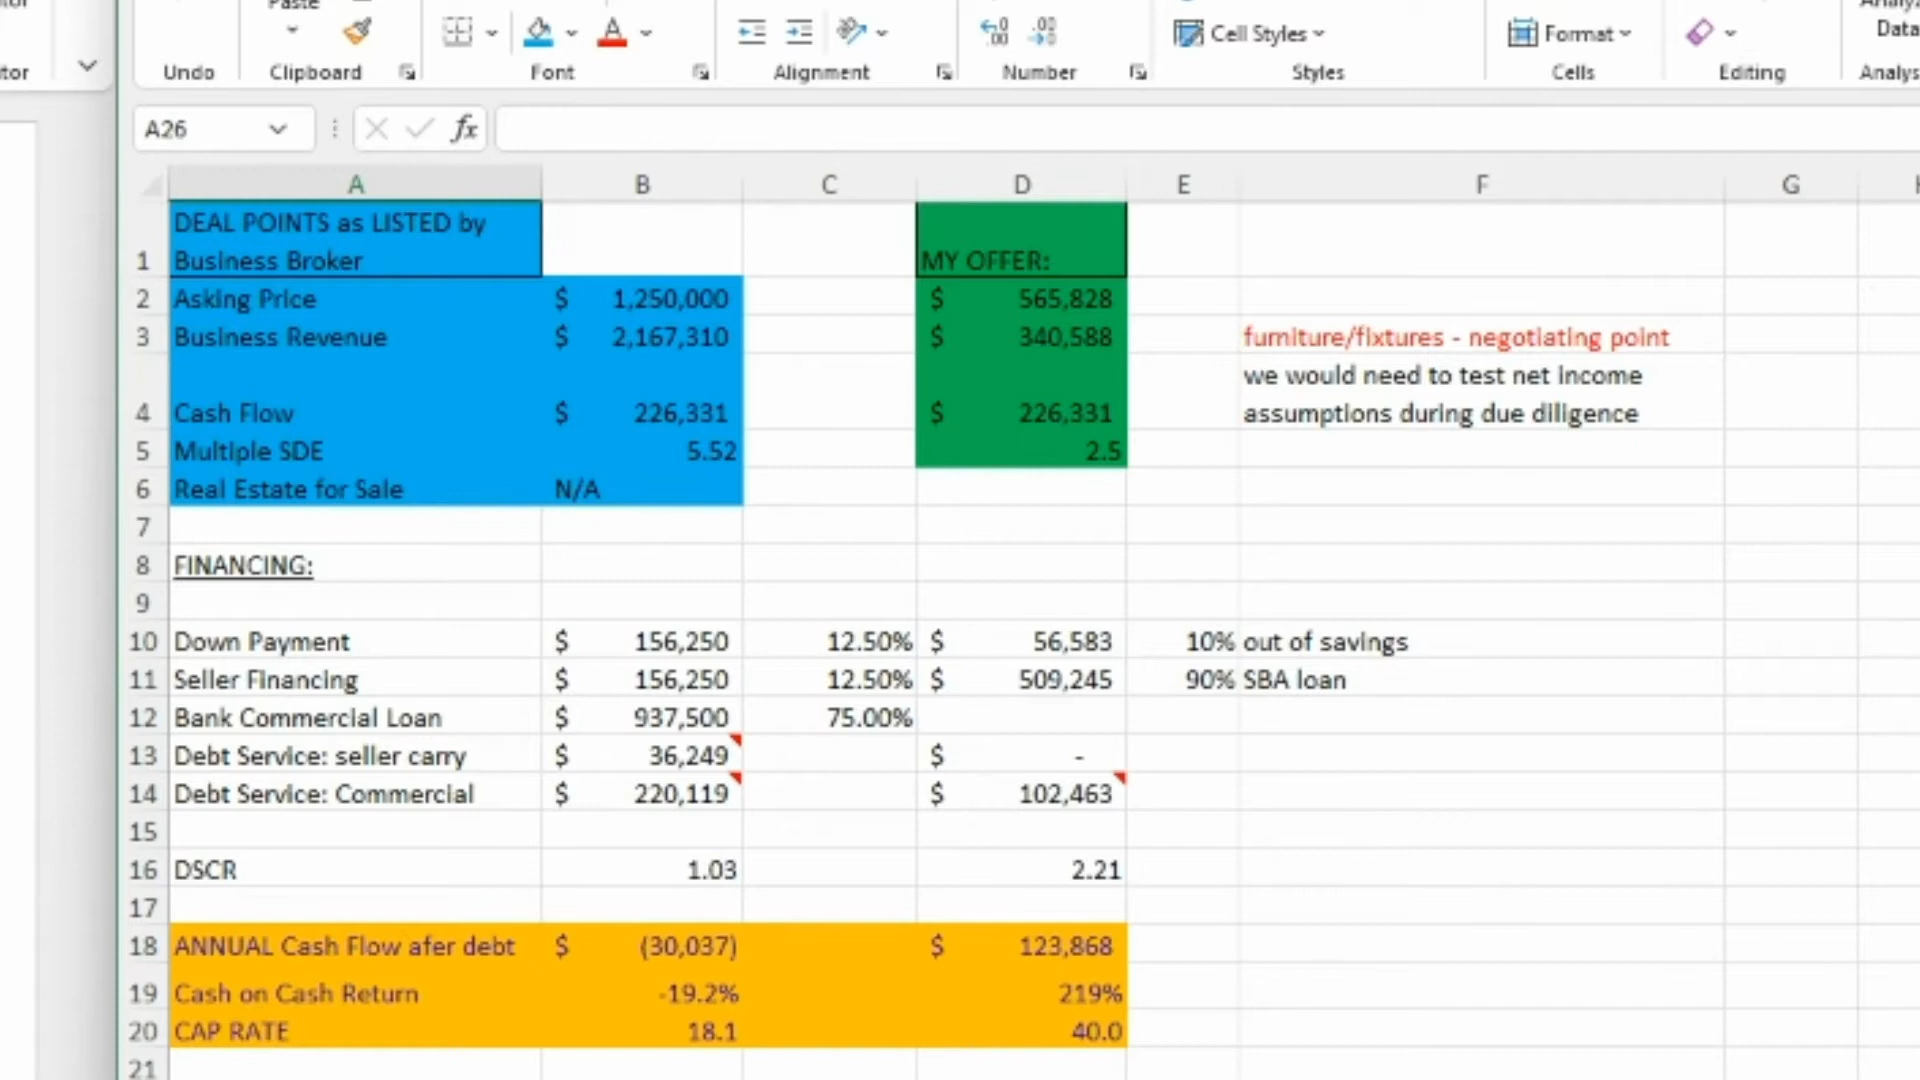 Paste
Analyz
Data
tor
Cell Styles
Format
tor
Undo
Clipboard
Font
Alignment
Number
Styles
Cells
Editing
Analys
A26
fx
A B C D E F G
DEAL POINTS as LISTED by
1 Business Broker MY OFFER:
2 Asking Price $ 1,250,000 $ 565,828
3 Business Revenue $ 2,167,310 $ 340,588 furniture/fixtures - negotiating point
we would need to test net income
4 Cash Flow $ 226,331 $ 226,331 assumptions during due diligence
5 Multiple SDE 5.52 2.5
6 Real Estate for Sale N/A
7
8 FINANCING:
9
10 Down Payment $ 156,250 12.50% $ 56,583 10% out of savings
11 Seller Financing $ 156,250 12.50% $ 509,245 90% SBA loan
12 Bank Commercial Loan $ 937,500 75.00%
13 Debt Service: seller carry $ 36,249 $ -
14 Debt Service: Commercial $ 220,119 $ 102,463
15
16 DSCR 1.03 2.21
17
18 ANNUAL Cash Flow afer debt $ (30,037) $ 123,868
19 Cash on Cash Return -19.2% 219%
20 CAP RATE 18.1 40.0
21